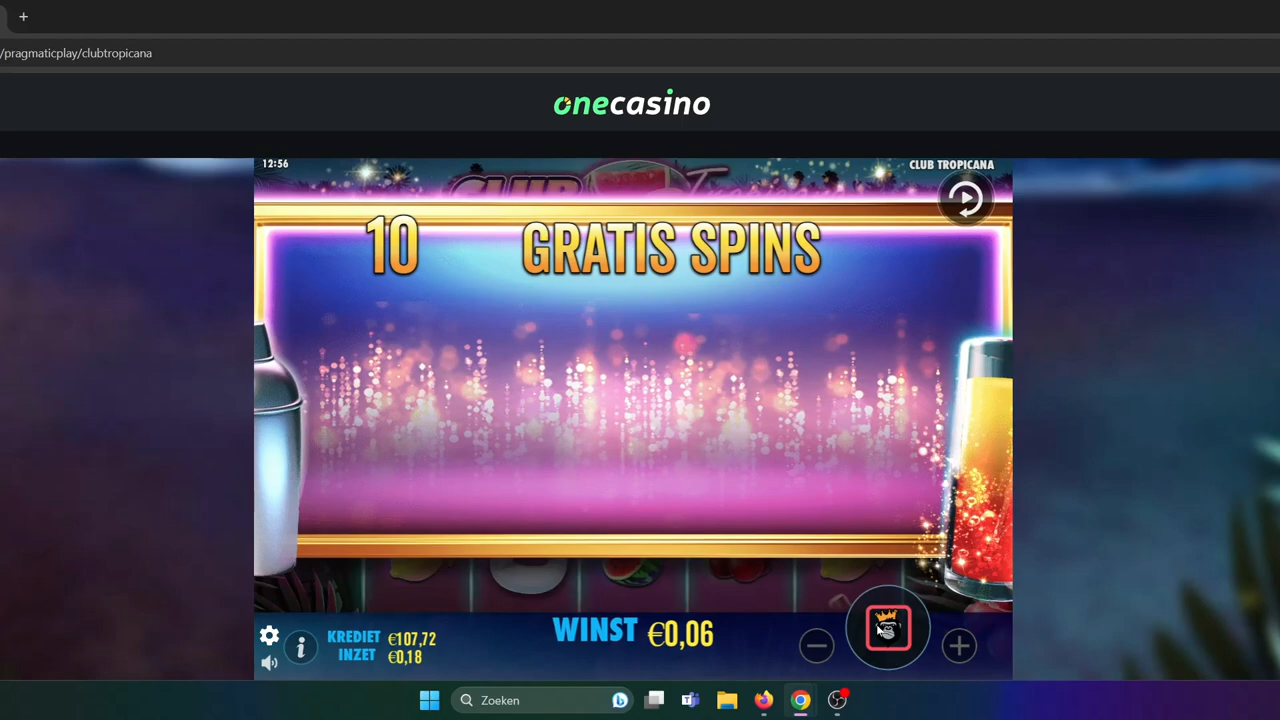 /pragmaticplay/clubtropicana
onecasino
12:56
CLUB TROPICANA
CLUB
10 GRATIS SPINS
KREDIET €107,72
INZET €0,18
WINST €0,06
Zoeken